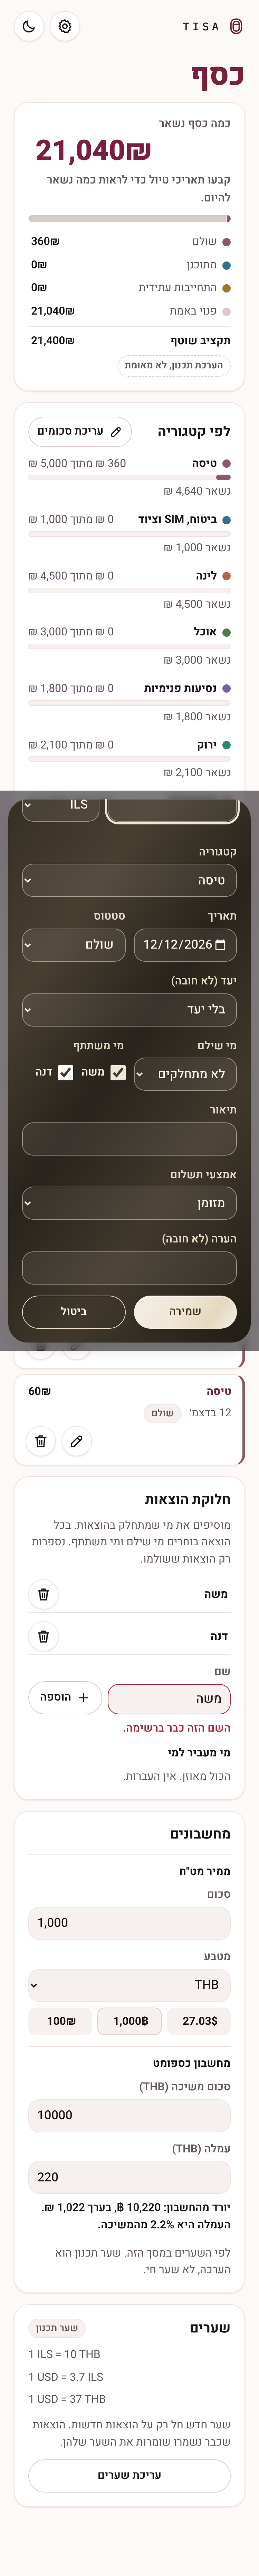 TISA
כסף
כמה כסף נשאר
21,040₪
קבעו תאריכי טיול כדי לראות כמה נשאר
להיום.
שולם 360₪
מתוכנן 0₪
התחייבות עתידית 0₪
פנוי באמת 21,040₪
תקציב שוטף 21,400₪
הערכת תכנון, לא מאומת
לפי קטגוריה
עריכת סכומים
טיסה 360 ₪ מתוך 5,000 ₪
נשאר 4,640 ₪
ביטוח, SIM וציוד 0 ₪ מתוך 1,000 ₪
נשאר 1,000 ₪
לינה 0 ₪ מתוך 4,500 ₪
נשאר 4,500 ₪
אוכל 0 ₪ מתוך 3,000 ₪
נשאר 3,000 ₪
נסיעות פנימיות 0 ₪ מתוך 1,800 ₪
נשאר 1,800 ₪
ירוק 0 ₪ מתוך 2,100 ₪
נשאר 2,100 ₪
ILS
קטגוריה
טיסה
תאריך סטטוס
12/12/2026 שולם
יעד (לא חובה)
בלי יעד
מי שילם מי משתתף
לא מתחלקים משה דנה
תיאור
אמצעי תשלום
מזומן
הערה (לא חובה)
שמירה ביטול
טיסה 60₪
12 בדצמ׳ שולם
חלוקת הוצאות
מוסיפים את מי שמתחלק בהוצאות. בכל
הוצאה בוחרים מי שילם ומי משתתף. נספרות
רק הוצאות ששולמו.
משה
דנה
שם
משה
הוספה
השם הזה כבר ברשימה.
מי מעביר למי
הכול מאוזן. אין העברות.
מחשבונים
ממיר מט"ח
סכום
1,000
מטבע
THB
27.03$ 1,000฿ 100₪
מחשבון כספומט
סכום משיכה (THB)
10000
עמלה (THB)
220
יורד מהחשבון: 10,220 ฿, בערך 1,022 ₪.
העמלה היא 2.2% מהמשיכה.
לפי השערים במסך הזה. שער תכנון הוא
הערכה, לא שער חי.
שערים
שער תכנון
1 ILS = 10 THB
1 USD = 3.7 ILS
1 USD = 37 THB
שער חדש חל רק על הוצאות חדשות. הוצאות
שכבר נשמרו שומרות את השער שלהן.
עריכת שערים